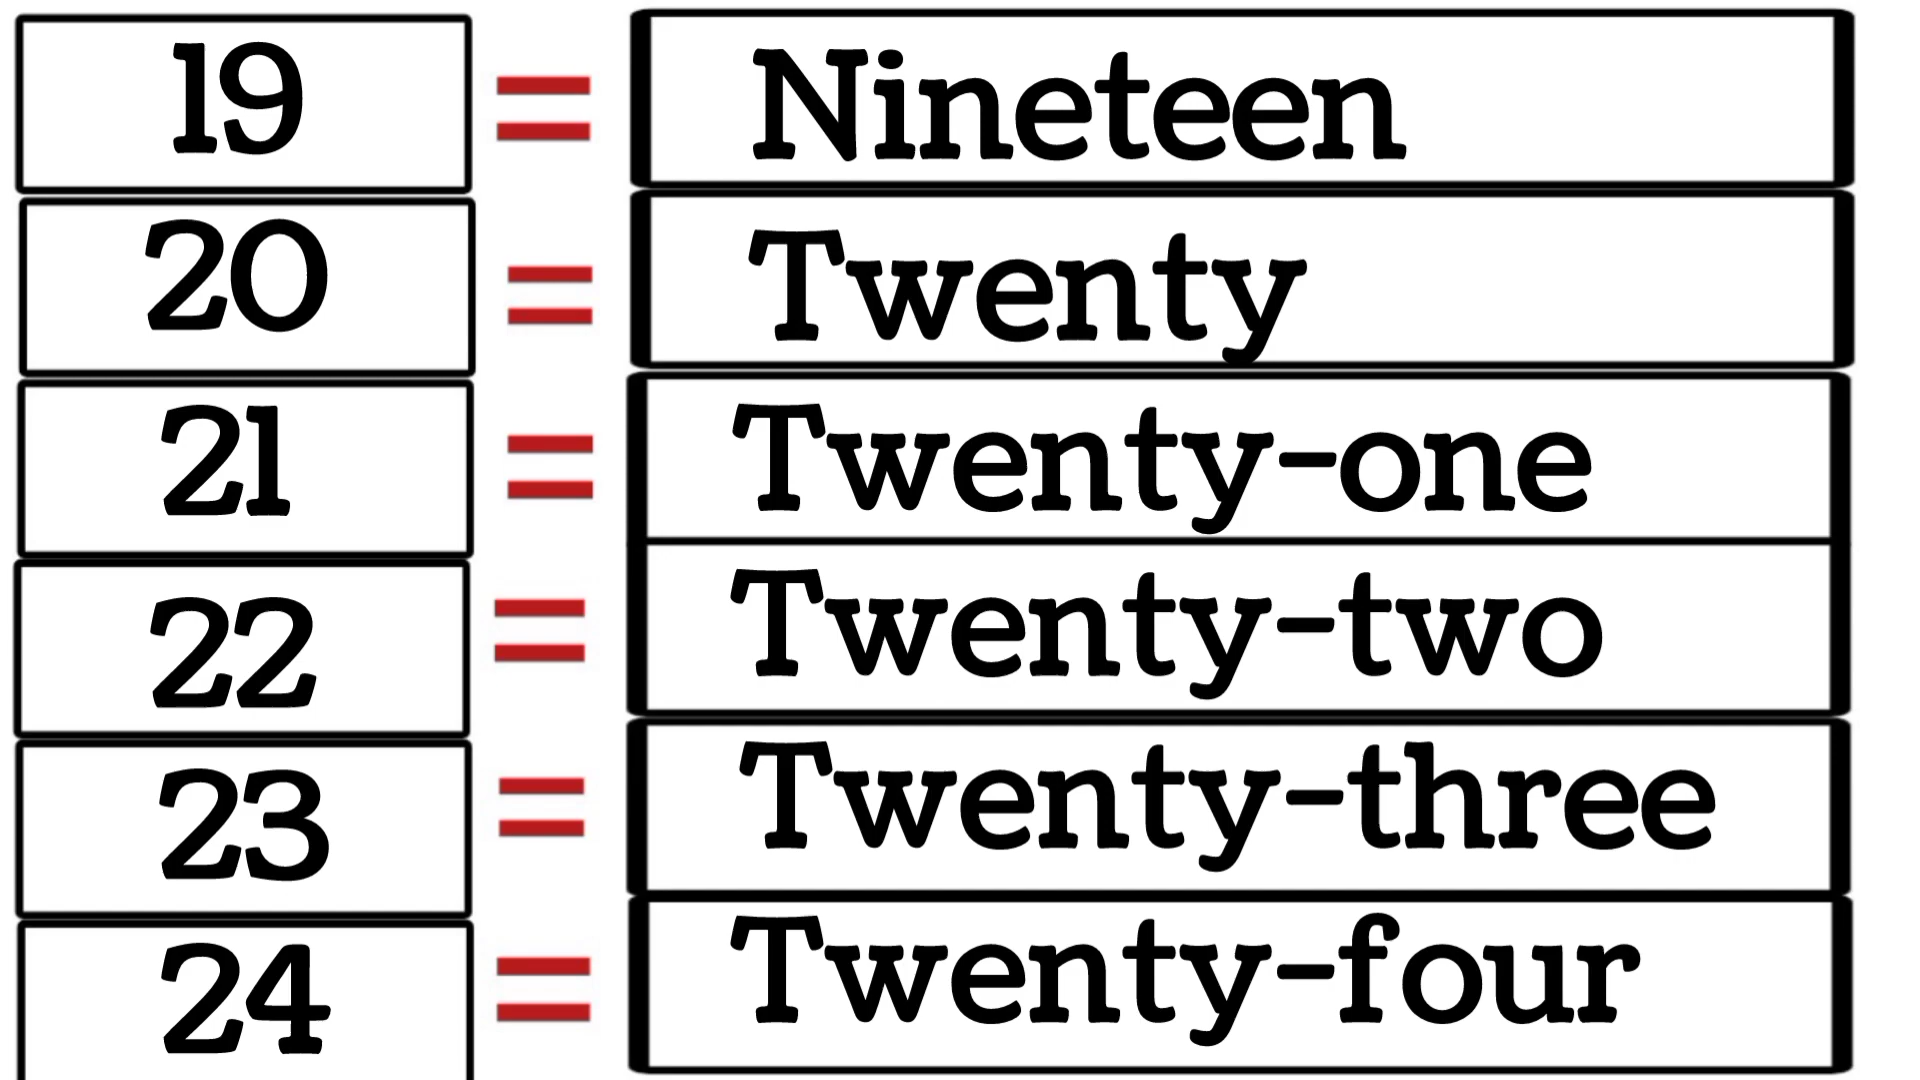 19 = Nineteen
20 = Twenty
21 = Twenty-one
22 = Twenty-two
23 = Twenty-three
24 = Twenty-four